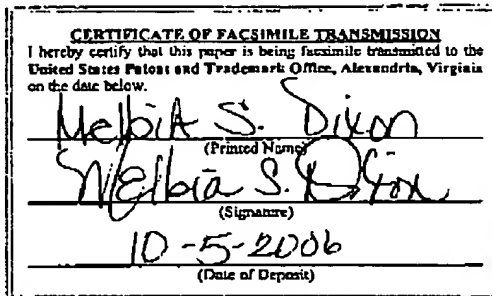 CERTIFICATE OF FACSIMILE TRANSMISSION
I hereby certify that this paper is being facsimile transmitted to the
United States Patent and Trademark Office, Alexandria, Virginia
on the date below.
Melbia S. Dixon
(Printed Name)
Melbia S. Dixon
(Signature)
10-5-2006
(Date of Deposit)